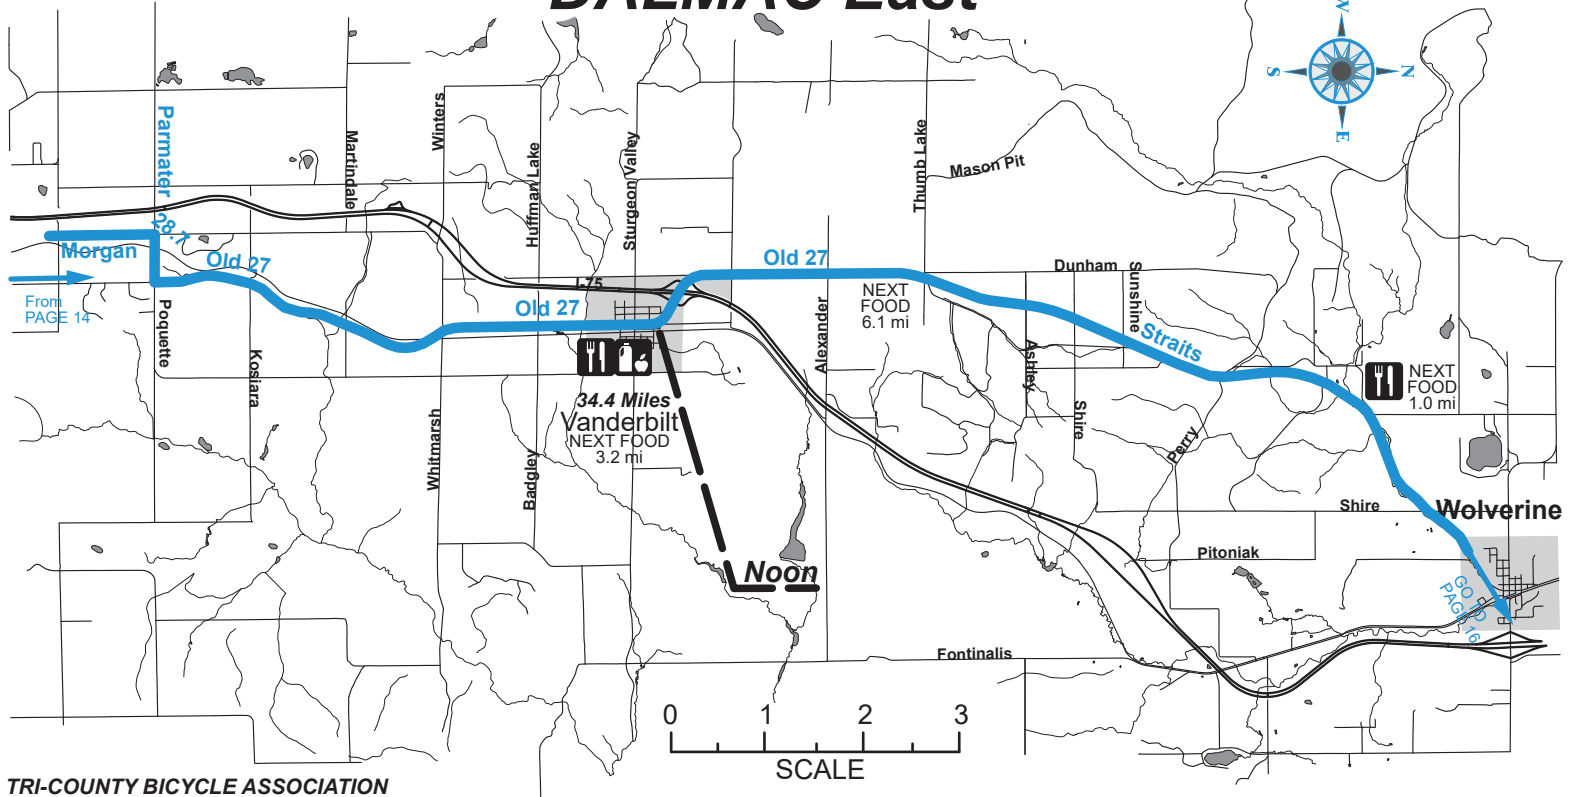 DALMAC East
W
S
N
E
Parmater
28.7
Martindale
Winters
Huffman Lake
Sturgeon Valley
Thumb Lake
Mason Pit
Morgan
Old 27
From
PAGE 14
Poquette
Kosiara
I-75
Old 27
Old 27
Dunham
Sunshine
NEXT
FOOD
6.1 mi
Alexander
Ashley
Straits
Shire
Perry
NEXT
FOOD
1.0 mi
34.4 Miles
Vanderbilt
NEXT FOOD
3.2 mi
Whitmarsh
Badgley
Shire
Wolverine
Pitoniak
Noon
GO TO
PAGE 16
Fontinalis
0 1 2 3
SCALE
TRI-COUNTY BICYCLE ASSOCIATION